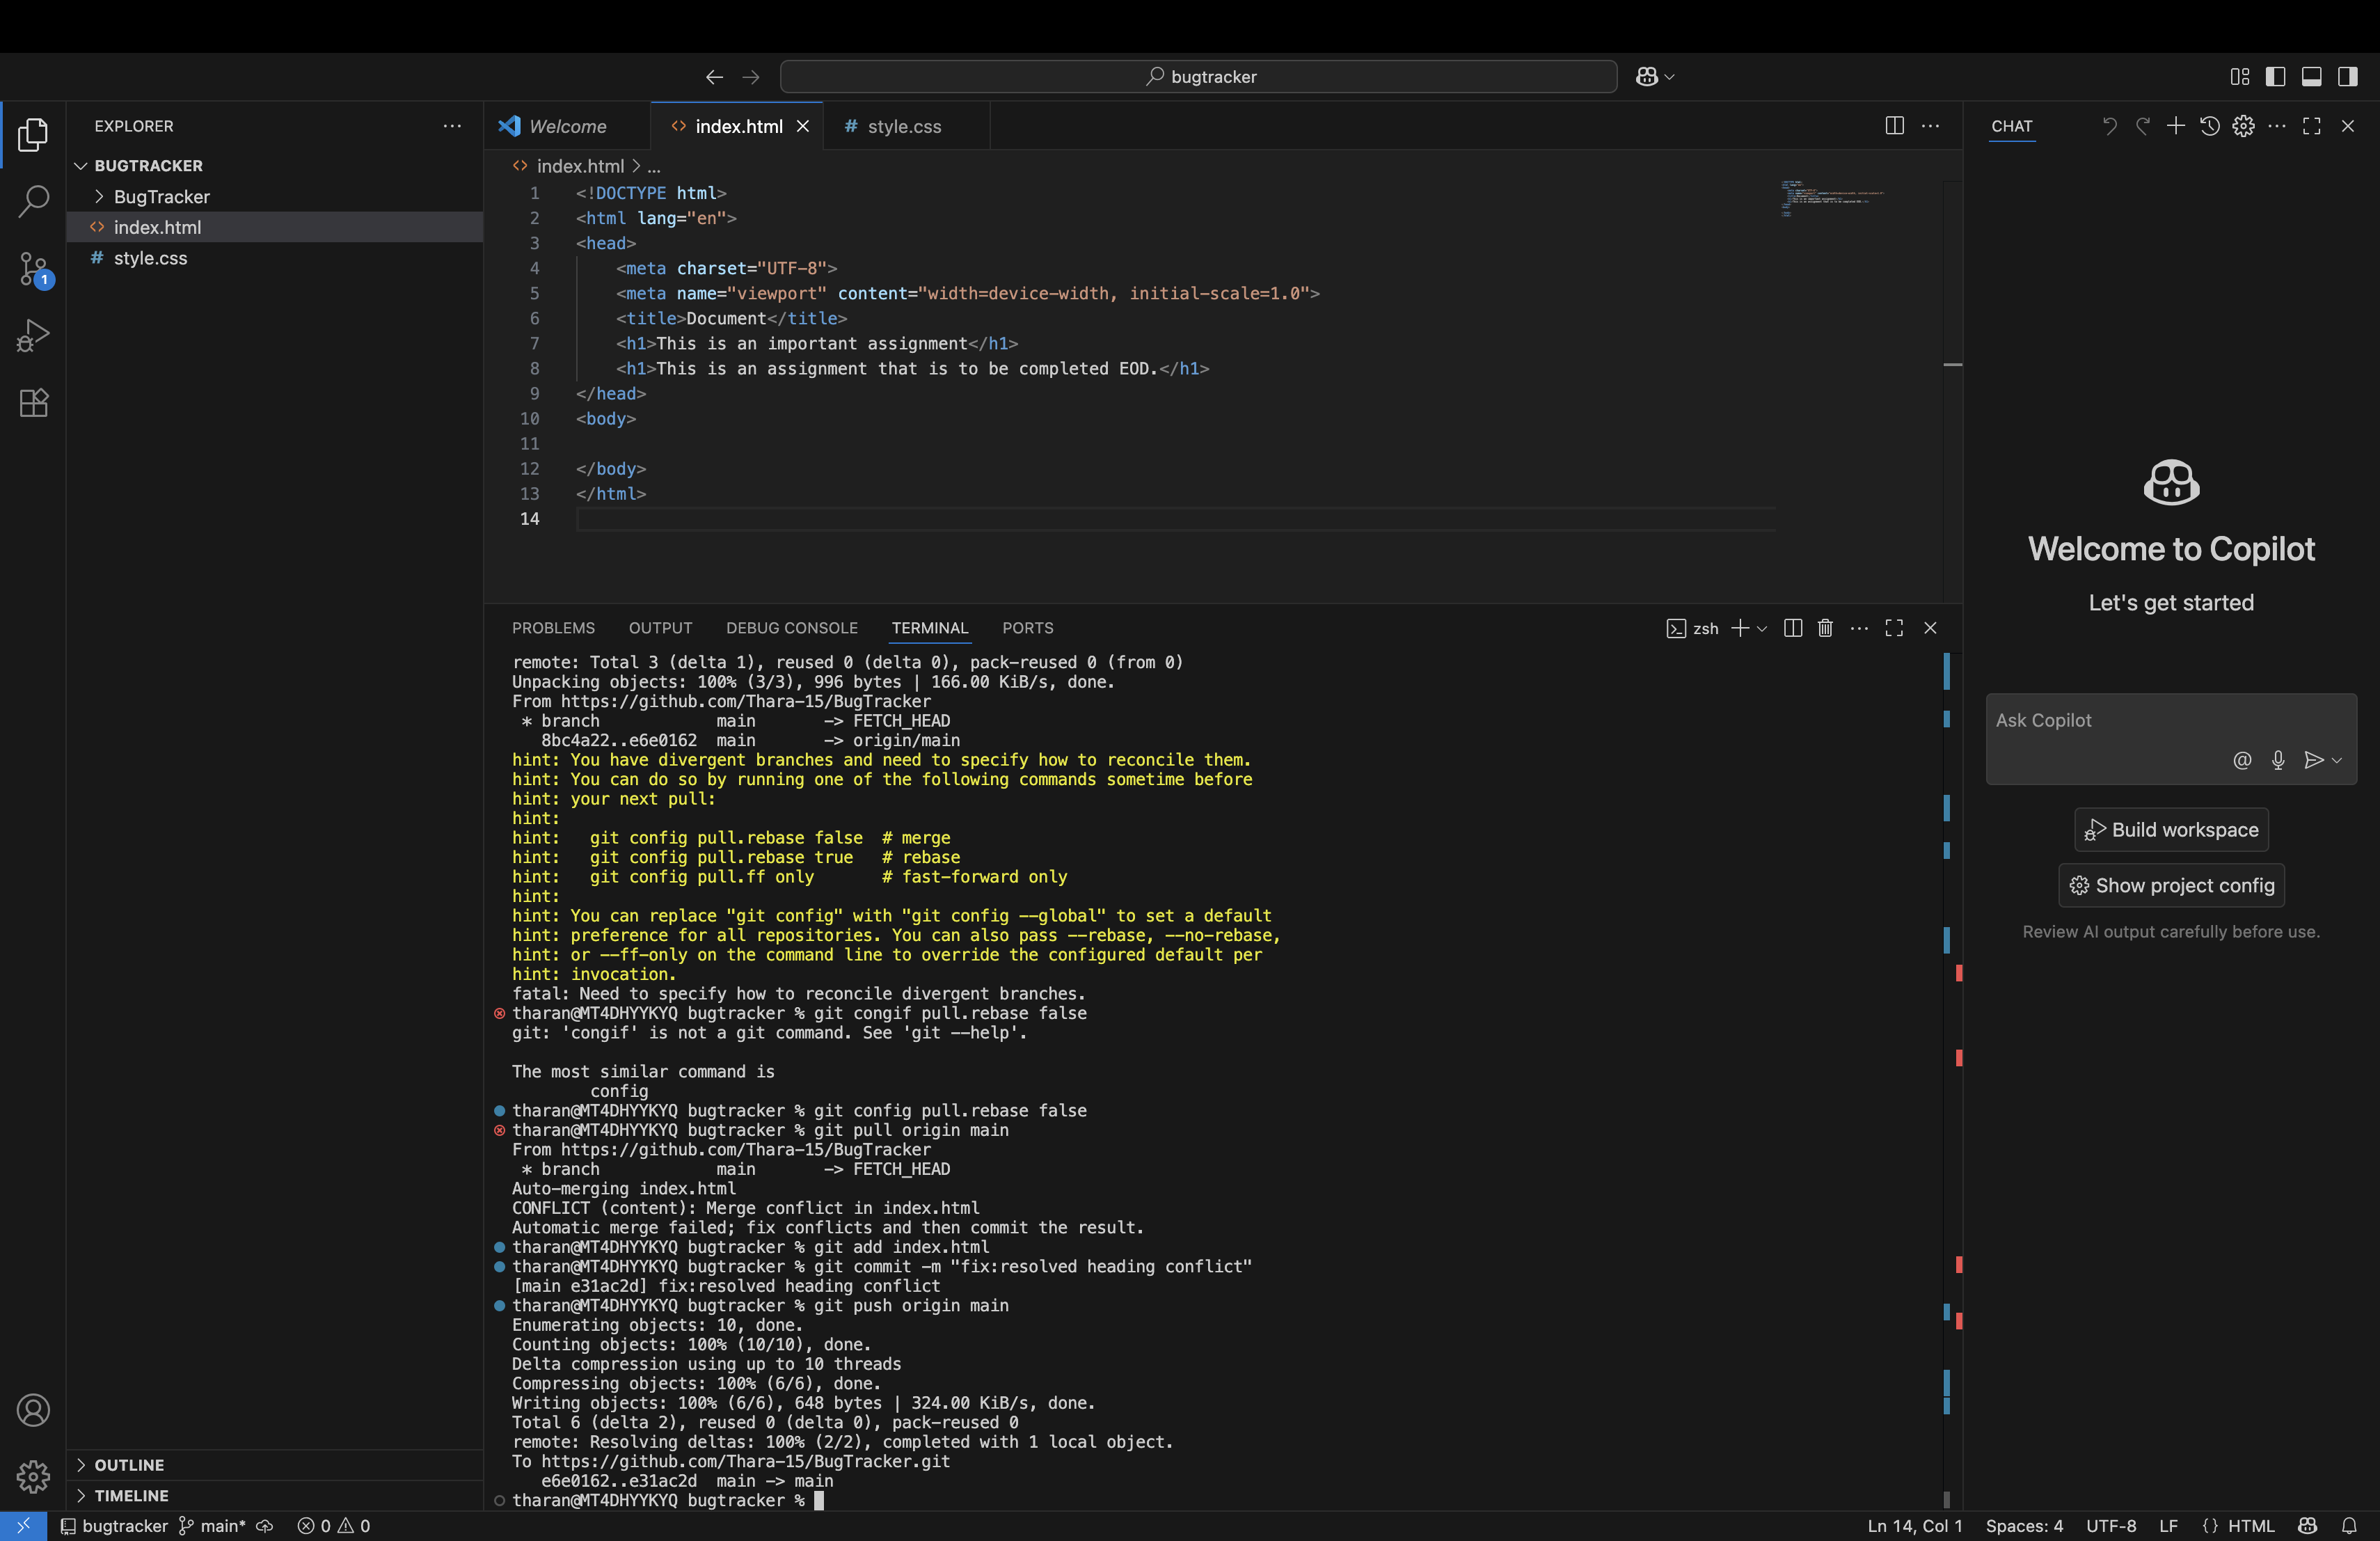 bugtracker
EXPLORER
BUGTRACKER
BugTracker
index.html
style.css
1
OUTLINE
TIMELINE
Welcome
index.html
# style.css
index.html > ...
1 <!DOCTYPE html>
2 <html lang="en">
3 <head>
4 <meta charset="UTF-8">
5 <meta name="viewport" content="width=device-width, initial-scale=1.0">
6 <title>Document</title>
7 <h1>This is an important assignment</h1>
8 <h1>This is an assignment that is to be completed EOD.</h1>
9 </head>
10 <body>
11
12 </body>
13 </html>
14
PROBLEMS OUTPUT DEBUG CONSOLE TERMINAL PORTS
zsh
remote: Total 3 (delta 1), reused 0 (delta 0), pack-reused 0 (from 0)
Unpacking objects: 100% (3/3), 996 bytes | 166.00 KiB/s, done.
From https://github.com/Thara-15/BugTracker
* branch main -> FETCH_HEAD
8bc4a22..e6e0162 main -> origin/main
hint: You have divergent branches and need to specify how to reconcile them.
hint: You can do so by running one of the following commands sometime before
hint: your next pull:
hint:
hint: git config pull.rebase false # merge
hint: git config pull.rebase true # rebase
hint: git config pull.ff only # fast-forward only
hint:
hint: You can replace "git config" with "git config --global" to set a default
hint: preference for all repositories. You can also pass --rebase, --no-rebase,
hint: or --ff-only on the command line to override the configured default per
hint: invocation.
fatal: Need to specify how to reconcile divergent branches.
tharan@MT4DHYYKYQ bugtracker % git congif pull.rebase false
git: 'congif' is not a git command. See 'git --help'.
The most similar command is
config
tharan@MT4DHYYKYQ bugtracker % git config pull.rebase false
tharan@MT4DHYYKYQ bugtracker % git pull origin main
From https://github.com/Thara-15/BugTracker
* branch main -> FETCH_HEAD
Auto-merging index.html
CONFLICT (content): Merge conflict in index.html
Automatic merge failed; fix conflicts and then commit the result.
tharan@MT4DHYYKYQ bugtracker % git add index.html
tharan@MT4DHYYKYQ bugtracker % git commit -m "fix:resolved heading conflict"
[main e31ac2d] fix:resolved heading conflict
tharan@MT4DHYYKYQ bugtracker % git push origin main
Enumerating objects: 10, done.
Counting objects: 100% (10/10), done.
Delta compression using up to 10 threads
Compressing objects: 100% (6/6), done.
Writing objects: 100% (6/6), 648 bytes | 324.00 KiB/s, done.
Total 6 (delta 2), reused 0 (delta 0), pack-reused 0
remote: Resolving deltas: 100% (2/2), completed with 1 local object.
To https://github.com/Thara-15/BugTracker.git
e6e0162..e31ac2d main -> main
tharan@MT4DHYYKYQ bugtracker %
CHAT
Welcome to Copilot
Let's get started
Ask Copilot
@
Build workspace
Show project config
Review AI output carefully before use.
bugtracker main* 0 0
Ln 14, Col 1 Spaces: 4 UTF-8 LF {} HTML